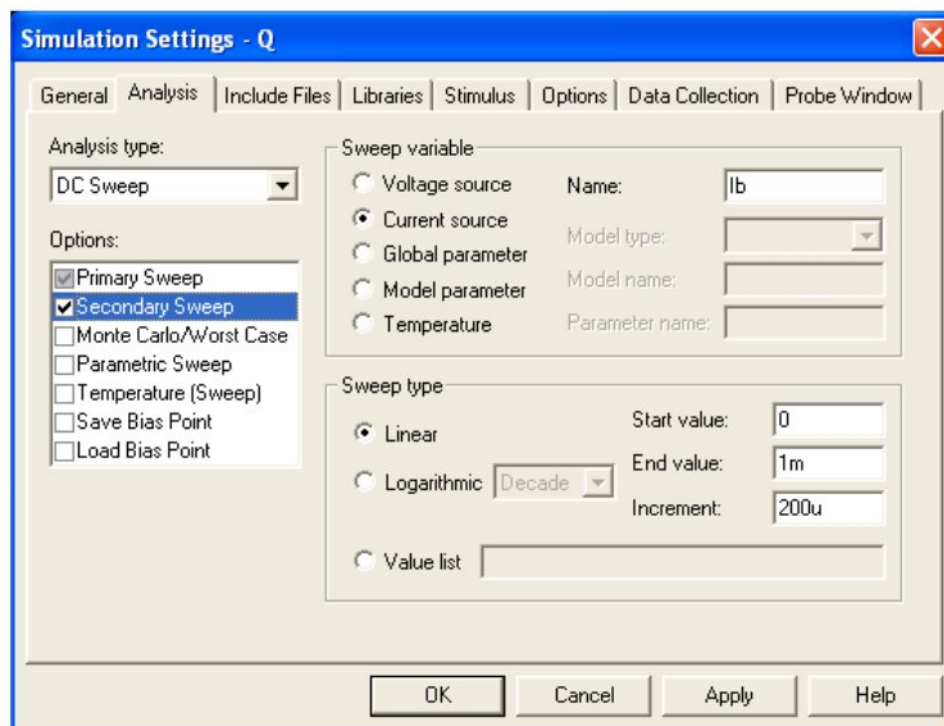 Simulation Settings - Q
General Analysis Include Files Libraries Stimulus Options Data Collection Probe Window
Analysis type:
DC Sweep
Options:
Primary Sweep
Secondary Sweep
Monte Carlo/Worst Case
Parametric Sweep
Temperature (Sweep)
Save Bias Point
Load Bias Point
Sweep variable
Voltage source
Current source
Global parameter
Model parameter
Temperature
Name: Ib
Model type:
Model name:
Parameter name:
Sweep type
Linear
Logarithmic Decade
Value list
Start value: 0
End value: 1m
Increment: 200u
OK Cancel Apply Help